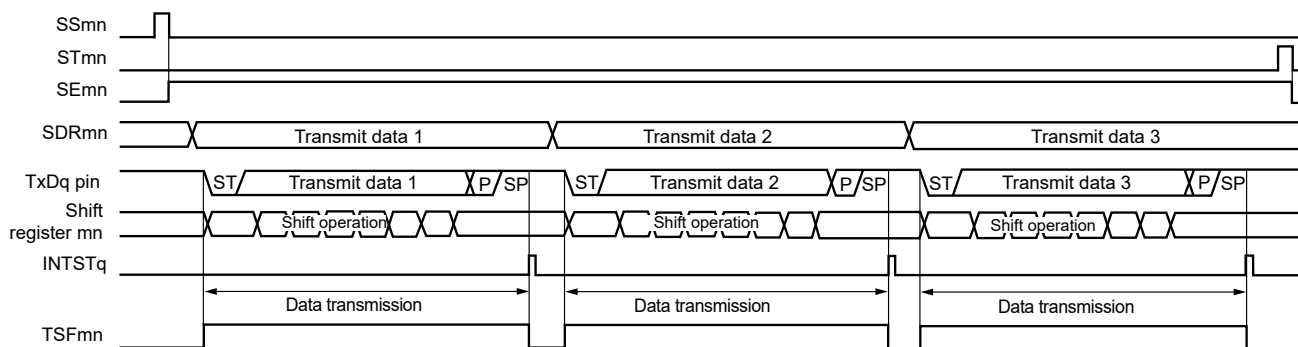 SSmn
STmn
SEmn
SDRmn Transmit data 1 Transmit data 2 Transmit data 3
TxDq pin ST Transmit data 1 P SP ST Transmit data 2 P SP ST Transmit data 3 P SP
Shift
register mn Shift operation Shift operation Shift operation
INTSTq
Data transmission Data transmission Data transmission
TSFmn